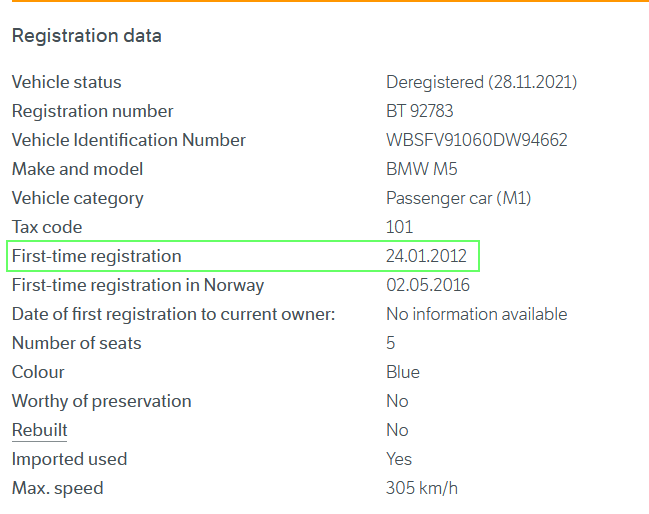 Registration data
Vehicle status Deregistered (28.11.2021)
Registration number BT 92783
Vehicle Identification Number WBSFV91060DW94662
Make and model BMW M5
Vehicle category Passenger car (M1)
Tax code 101
First-time registration 24.01.2012
First-time registration in Norway 02.05.2016
Date of first registration to current owner: No information available
Number of seats 5
Colour Blue
Worthy of preservation No
Rebuilt No
Imported used Yes
Max. speed 305 km/h